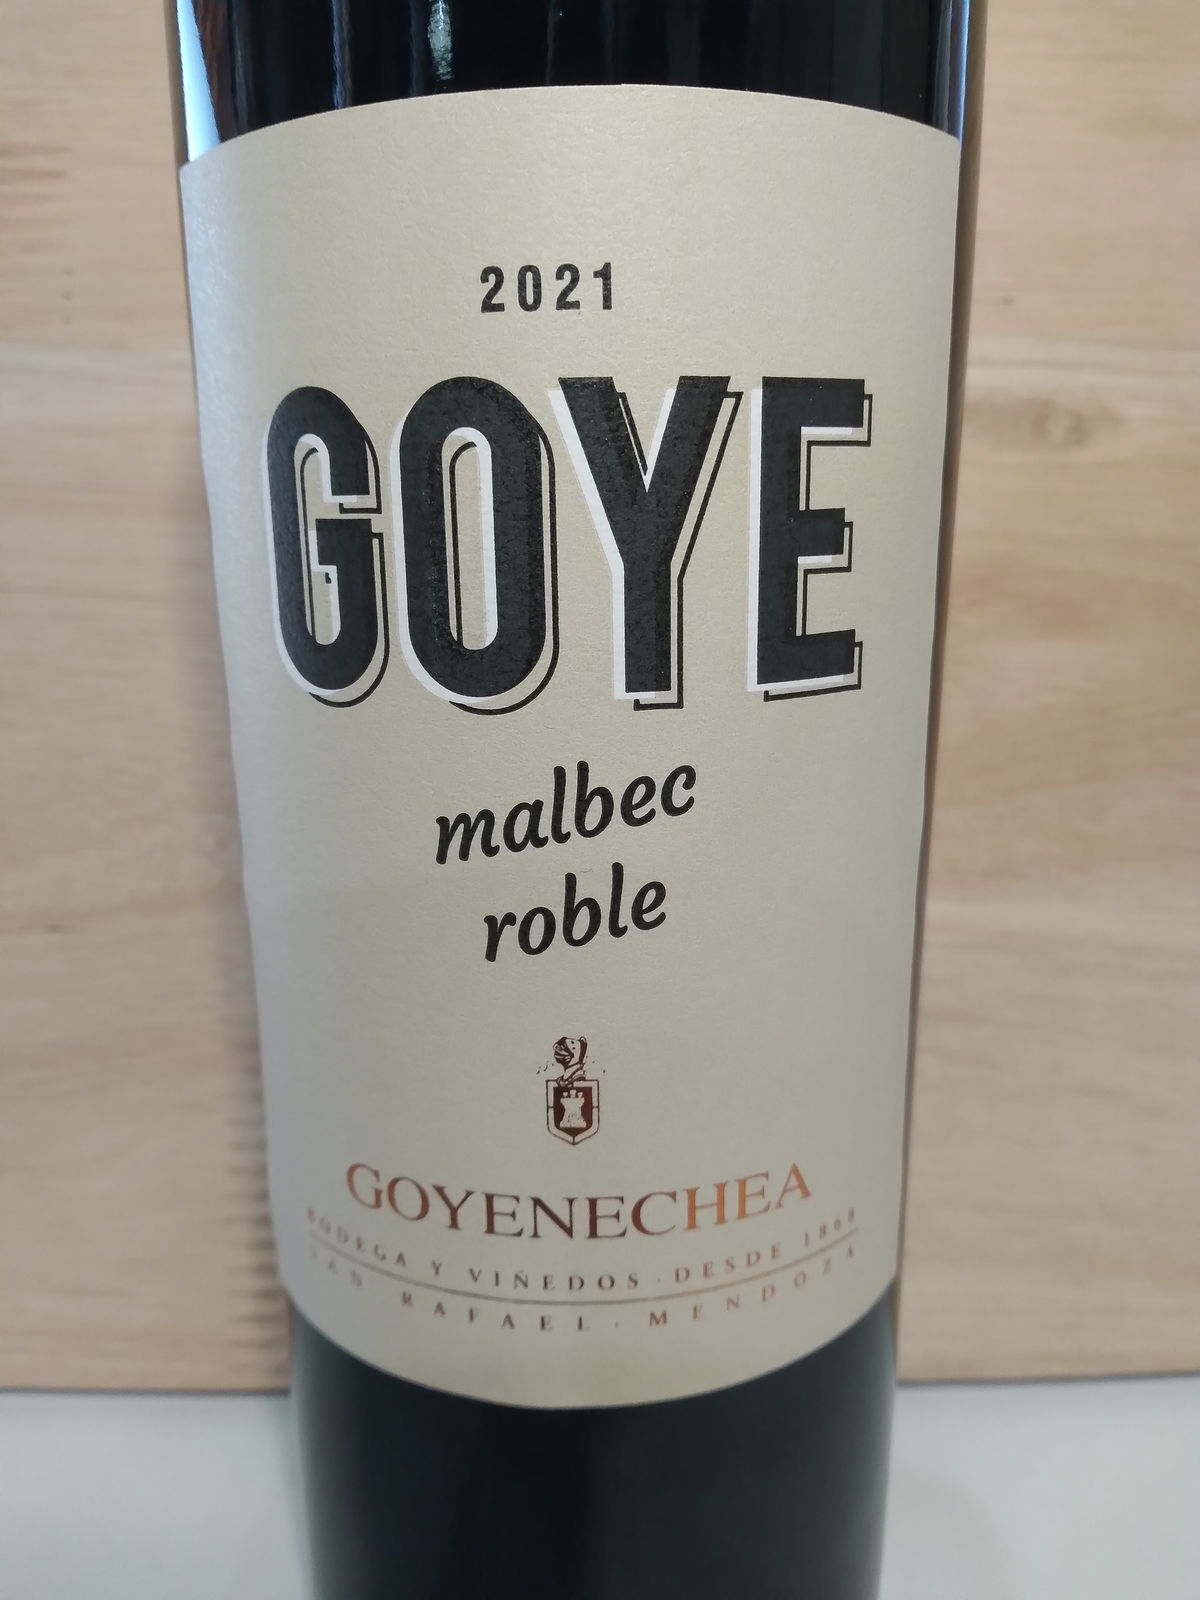 2021
GOYE
malbec
roble
GOYENECHEA
BODEGA Y VIÑEDOS · DESDE 1868
SAN RAFAEL · MENDOZA